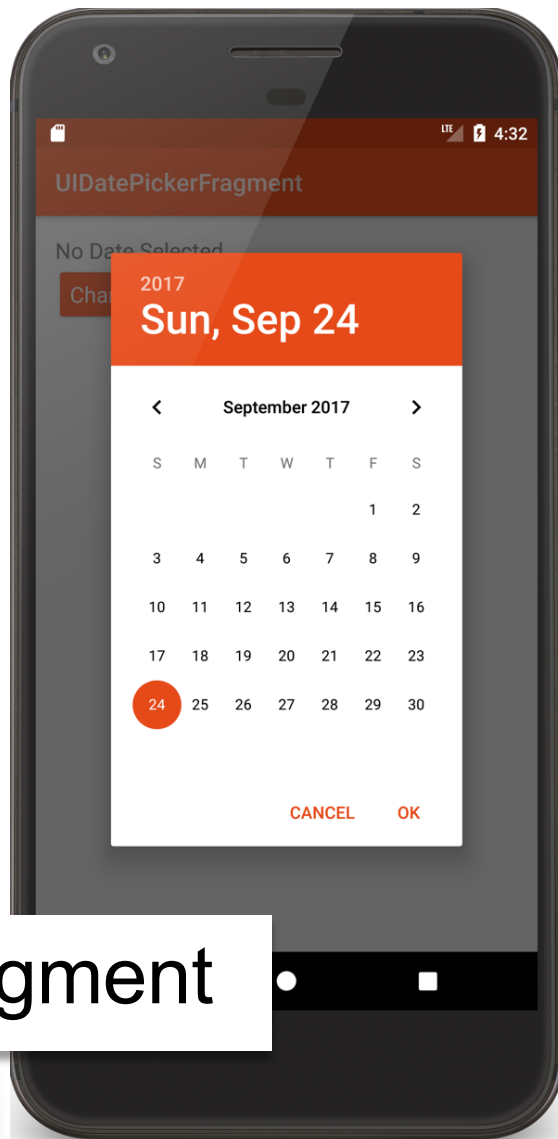 LTE 4:32
UIDatePickerFragment
No Date Selected
2017
Sun, Sep 24
September 2017
S M T W T F S
1 2
3 4 5 6 7 8 9
10 11 12 13 14 15 16
17 18 19 20 21 22 23
24 25 26 27 28 29 30
CANCEL OK